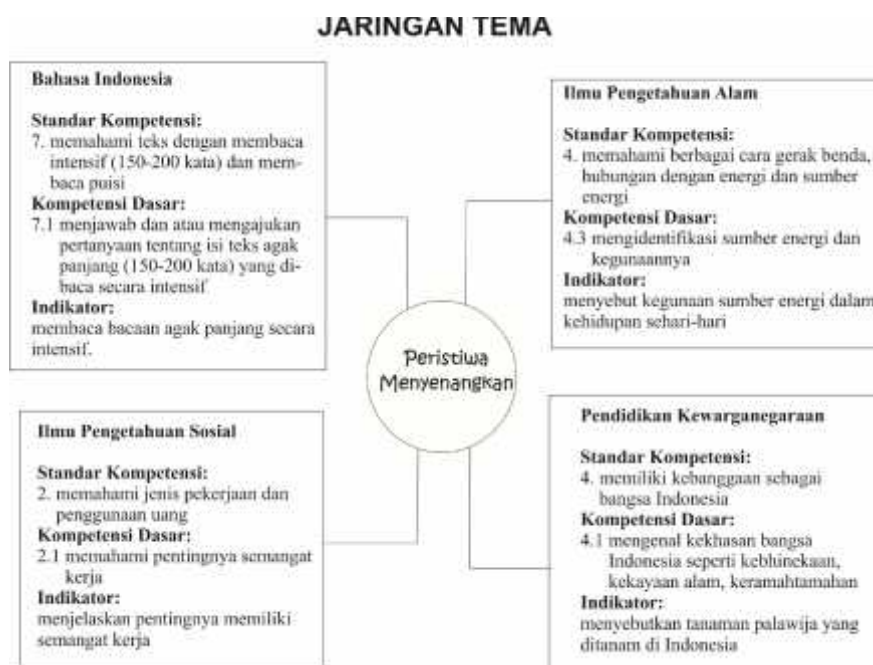 JARINGAN TEMA
Bahasa Indonesia
Standar Kompetensi:
7. memahami teks dengan membaca
intensif (150-200 kata) dan mem-
baca puisi
Kompetensi Dasar:
7.1 menjawab dan atau mengajukan
pertanyaan tentang isi teks agak
panjang (150-200 kata) yang di-
baca secara intensif
Indikator:
membaca bacaan agak panjang secara
intensif.
Ilmu Pengetahuan Alam
Standar Kompetensi:
4. memahami berbagai cara gerak benda,
hubungan dengan energi dan sumber
energi
Kompetensi Dasar:
4.3 mengidentifikasi sumber energi dan
kegunaannya
Indikator:
menyebut kegunaan sumber energi dalam
kehidupan sehari-hari
Peristiwa
Menyenangkan
Ilmu Pengetahuan Sosial
Standar Kompetensi:
2. memahami jenis pekerjaan dan
penggunaan uang
Kompetensi Dasar:
2.1 memahami pentingnya semangat
kerja
Indikator:
menjelaskan pentingnya memiliki
semangat kerja
Pendidikan Kewarganegaraan
Standar Kompetensi:
4. memiliki kebanggaan sebagai
bangsa Indonesia
Kompetensi Dasar:
4.1 mengenal kekhasan bangsa
Indonesia seperti kebhinekaan,
kekayaan alam, keramahtamahan
Indikator:
menyebutkan tanaman palawija yang
ditanam di Indonesia